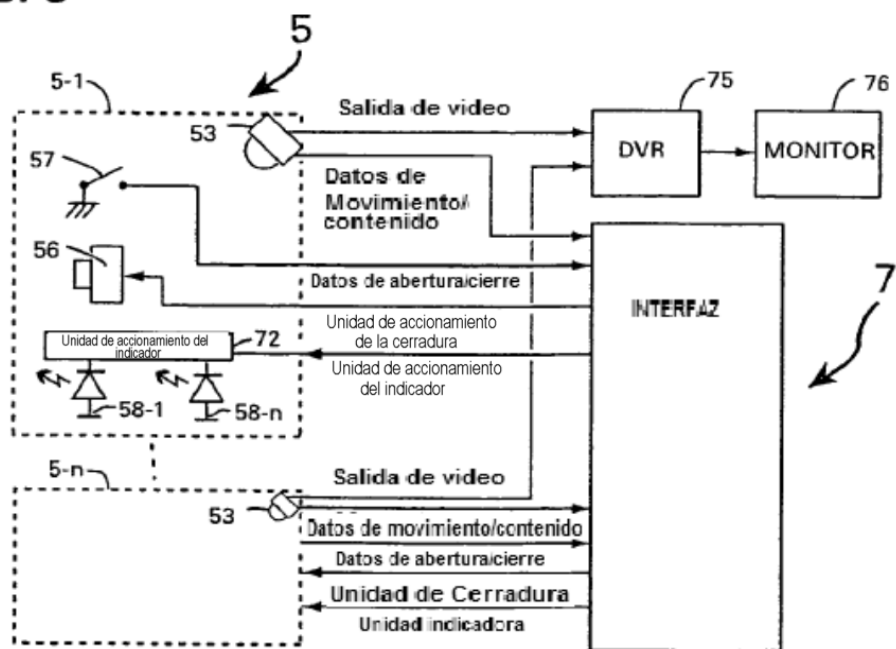 5
5-1
53
Salida de video
75
DVR
76
MONITOR
57
Datos de
Movimiento/
contenido
56
Datos de abertura/cierre
INTERFAZ
7
Unidad de accionamiento
de la cerradura
Unidad de accionamiento del
indicador
72
Unidad de accionamiento
del indicador
58-1
58-n
5-n
Salida de video
53
Datos de movimiento/contenido
Datos de abertura/cierre
Unidad de Cerradura
Unidad indicadora